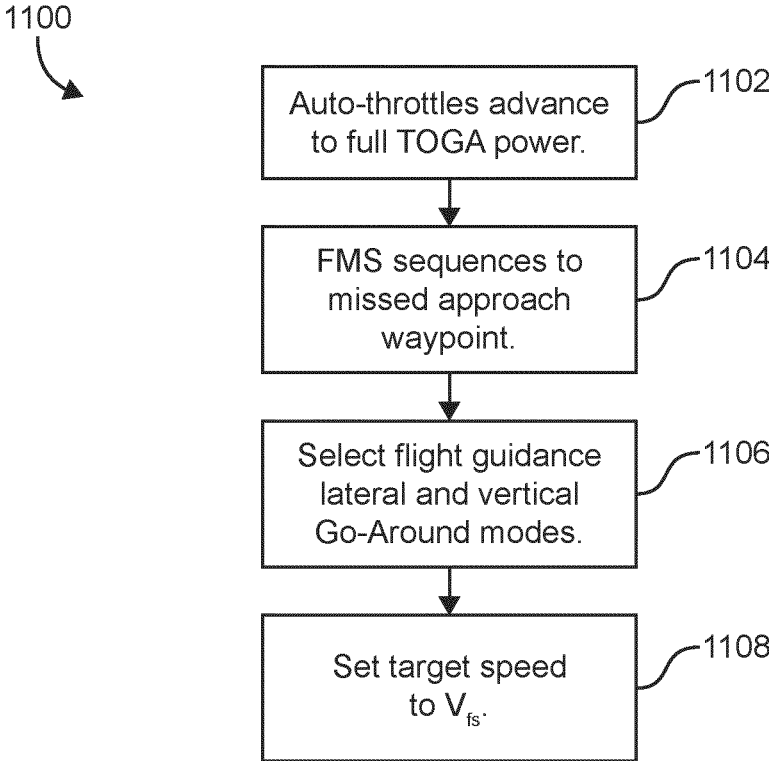 1100
1102
Auto-throttles advance
to full TOGA power.
1104
FMS sequences to
missed approach
waypoint.
1106
Select flight guidance
lateral and vertical
Go-Around modes.
1108
Set target speed
to Vfs.